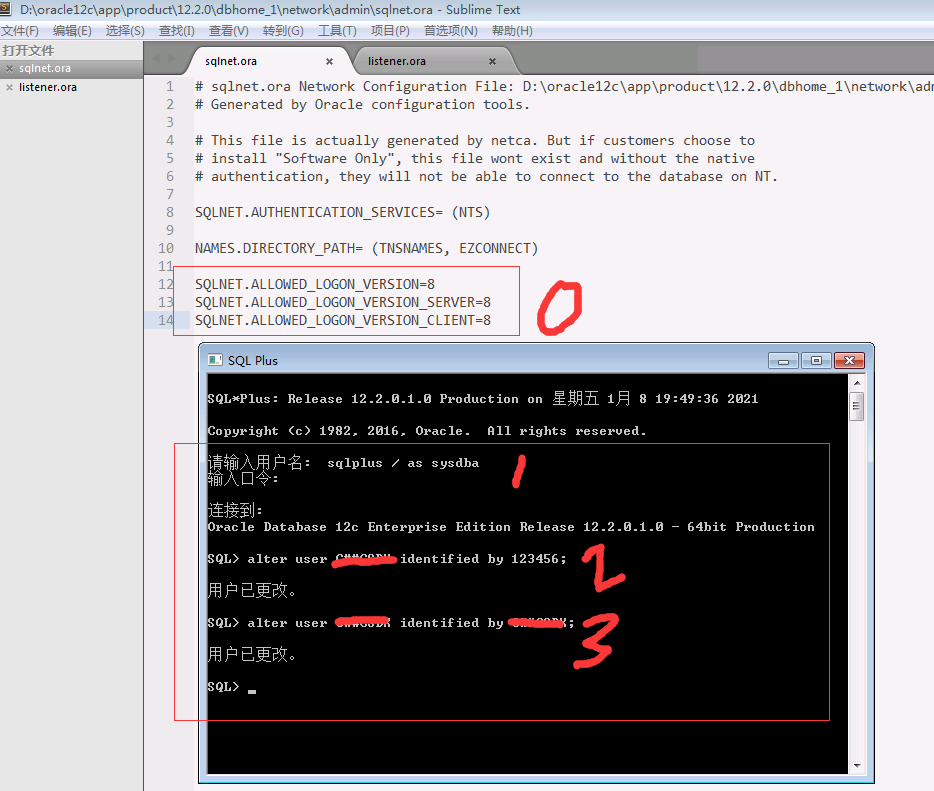 D:\oracle12c\app\product\12.2.0\dbhome_1\network\admin\sqlnet.ora - Sublime Text
文件(F) 编辑(E) 选择(S) 查找(I) 查看(V) 转到(G) 工具(T) 项目(P) 首选项(N) 帮助(H)
打开文件
sqlnet.ora
listener.ora
sqlnet.ora listener.ora
1 # sqlnet.ora Network Configuration File: D:\oracle12c\app\product\12.2.0\dbhome_1\network\adm
2 # Generated by Oracle configuration tools.
3
4 # This file is actually generated by netca. But if customers choose to
5 # install "Software Only", this file wont exist and without the native
6 # authentication, they will not be able to connect to the database on NT.
7
8 SQLNET.AUTHENTICATION_SERVICES= (NTS)
9
10 NAMES.DIRECTORY_PATH= (TNSNAMES, EZCONNECT)
11
12 SQLNET.ALLOWED_LOGON_VERSION=8
13 SQLNET.ALLOWED_LOGON_VERSION_SERVER=8
14 SQLNET.ALLOWED_LOGON_VERSION_CLIENT=8
0
SQL Plus
SQL*Plus: Release 12.2.0.1.0 Production on 星期五 1月 8 19:49:36 2021
Copyright (c) 1982, 2016, Oracle.  All rights reserved.
请输入用户名:  sqlplus / as sysdba
1
输入口令:
连接到:
Oracle Database 12c Enterprise Edition Release 12.2.0.1.0 - 64bit Production
SQL> alter user identified by 123456;
2
用户已更改。
SQL> alter user identified by ;
3
用户已更改。
SQL>